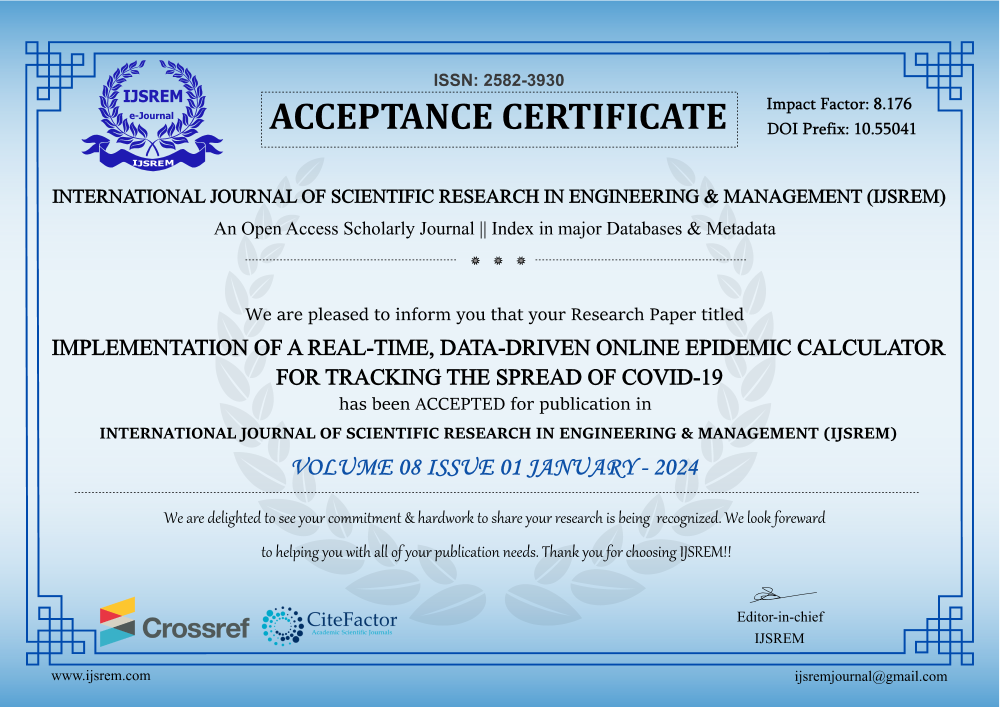 IJSREM
e-Journal
IJSREM
ISSN: 2582-3930
ACCEPTANCE CERTIFICATE
Impact Factor: 8.176
DOI Prefix: 10.55041
INTERNATIONAL JOURNAL OF SCIENTIFIC RESEARCH IN ENGINEERING & MANAGEMENT (IJSREM)
An Open Access Scholarly Journal || Index in major Databases & Metadata
We are pleased to inform you that your Research Paper titled
IMPLEMENTATION OF A REAL-TIME, DATA-DRIVEN ONLINE EPIDEMIC CALCULATOR
FOR TRACKING THE SPREAD OF COVID-19
has been ACCEPTED for publication in
INTERNATIONAL JOURNAL OF SCIENTIFIC RESEARCH IN ENGINEERING & MANAGEMENT (IJSREM)
VOLUME 08 ISSUE 01 JANUARY - 2024
We are delighted to see your commitment & hardwork to share your research is being  recognized. We look foreward
to helping you with all of your publication needs. Thank you for choosing IJSREM!!
Crossref
CiteFactor
Academic Scientific Journals
Editor-in-chief
IJSREM
www.ijsrem.com
ijsremjournal@gmail.com